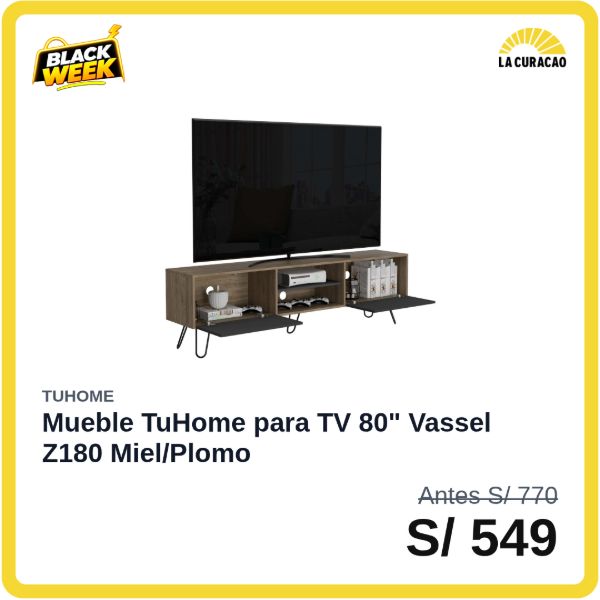 BLACK
WEEK
LA CURACAO
TUHOME
Mueble TuHome para TV 80" Vassel
Z180 Miel/Plomo
Antes S/ 770
S/ 549